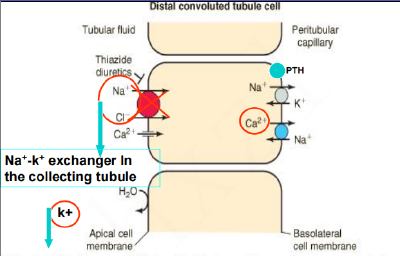 Distal convoluted tubule cell
Tubular fluid
Peritubular
capillary
Thiazide
diuretics
PTH
Na+
Na+
K+
Cl-
Ca2+
Ca2+
Na+
Na+-k+ exchanger In
the collecting tubule
H2O
k+
Apical cell
membrane
Basolateral
cell membrane